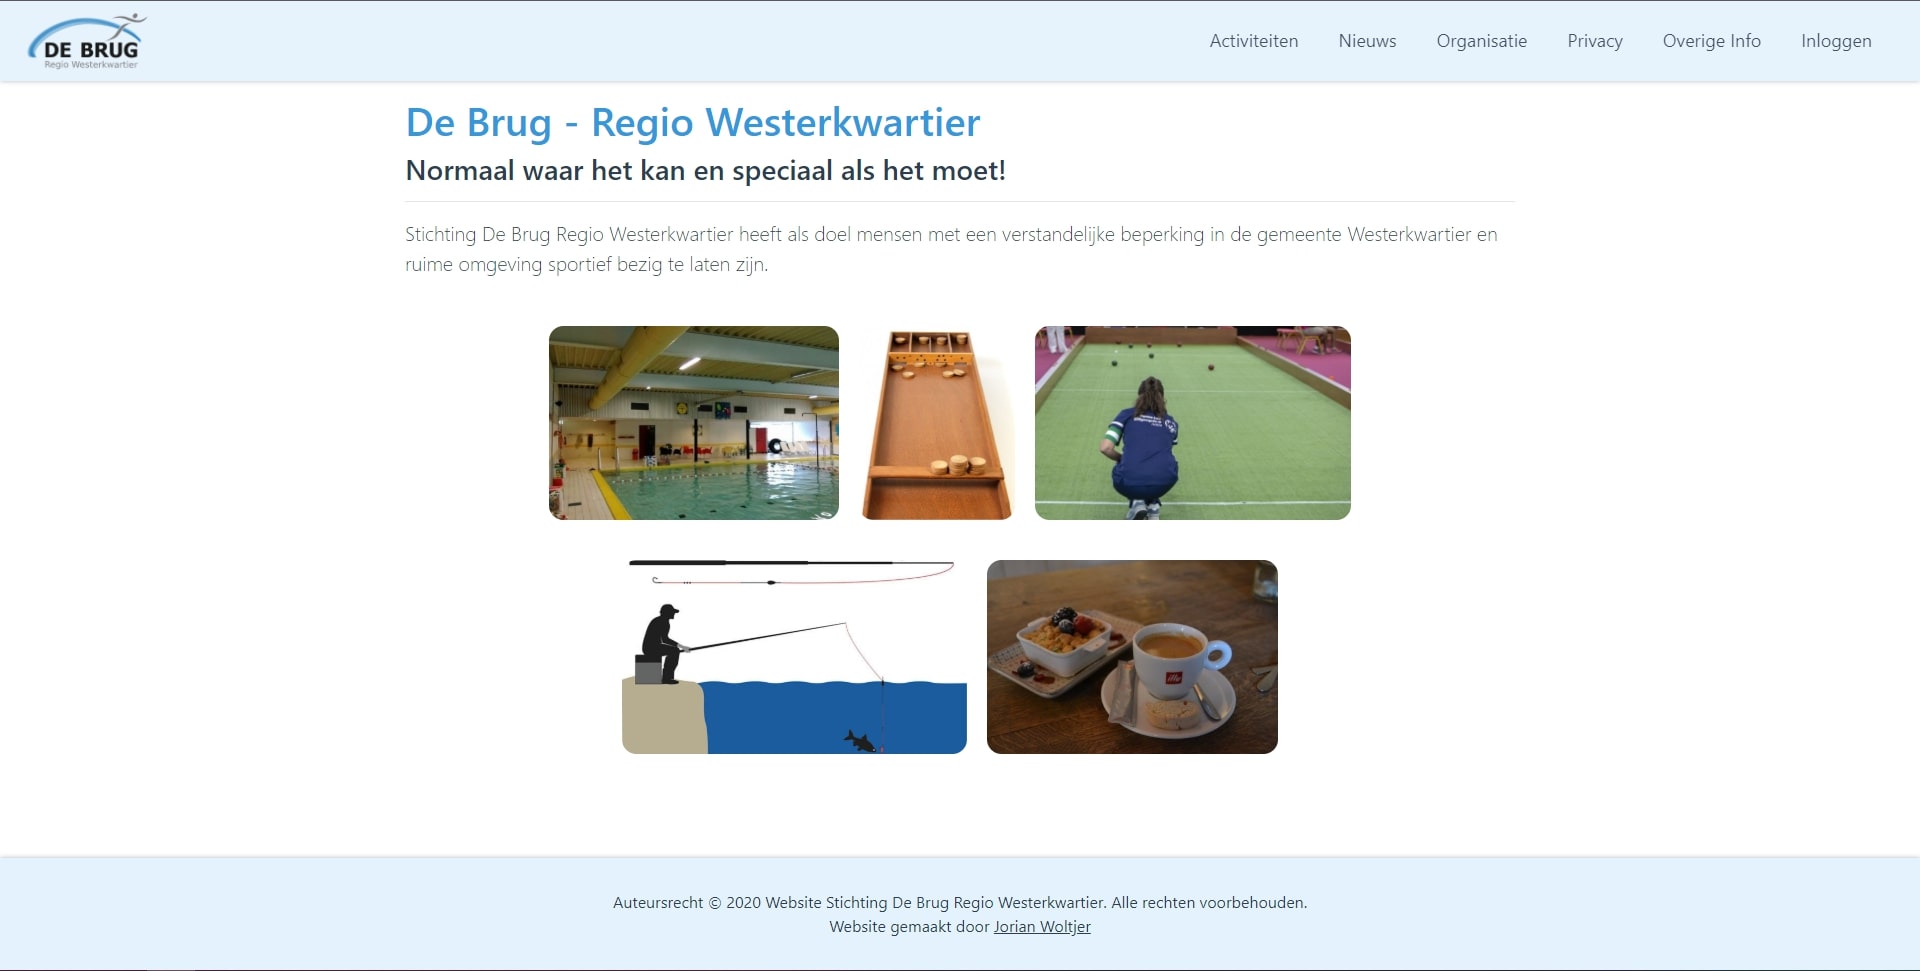 DE BRUG
Regio Westerkwartier
Activiteiten
Nieuws
Organisatie
Privacy
Overige Info
Inloggen
De Brug - Regio Westerkwartier
Normaal waar het kan en speciaal als het moet!
Stichting De Brug Regio Westerkwartier heeft als doel mensen met een verstandelijke beperking in de gemeente Westerkwartier en
ruime omgeving sportief bezig te laten zijn.
illy
Auteursrecht © 2020 Website Stichting De Brug Regio Westerkwartier. Alle rechten voorbehouden.
Website gemaakt door Jorian Woltjer